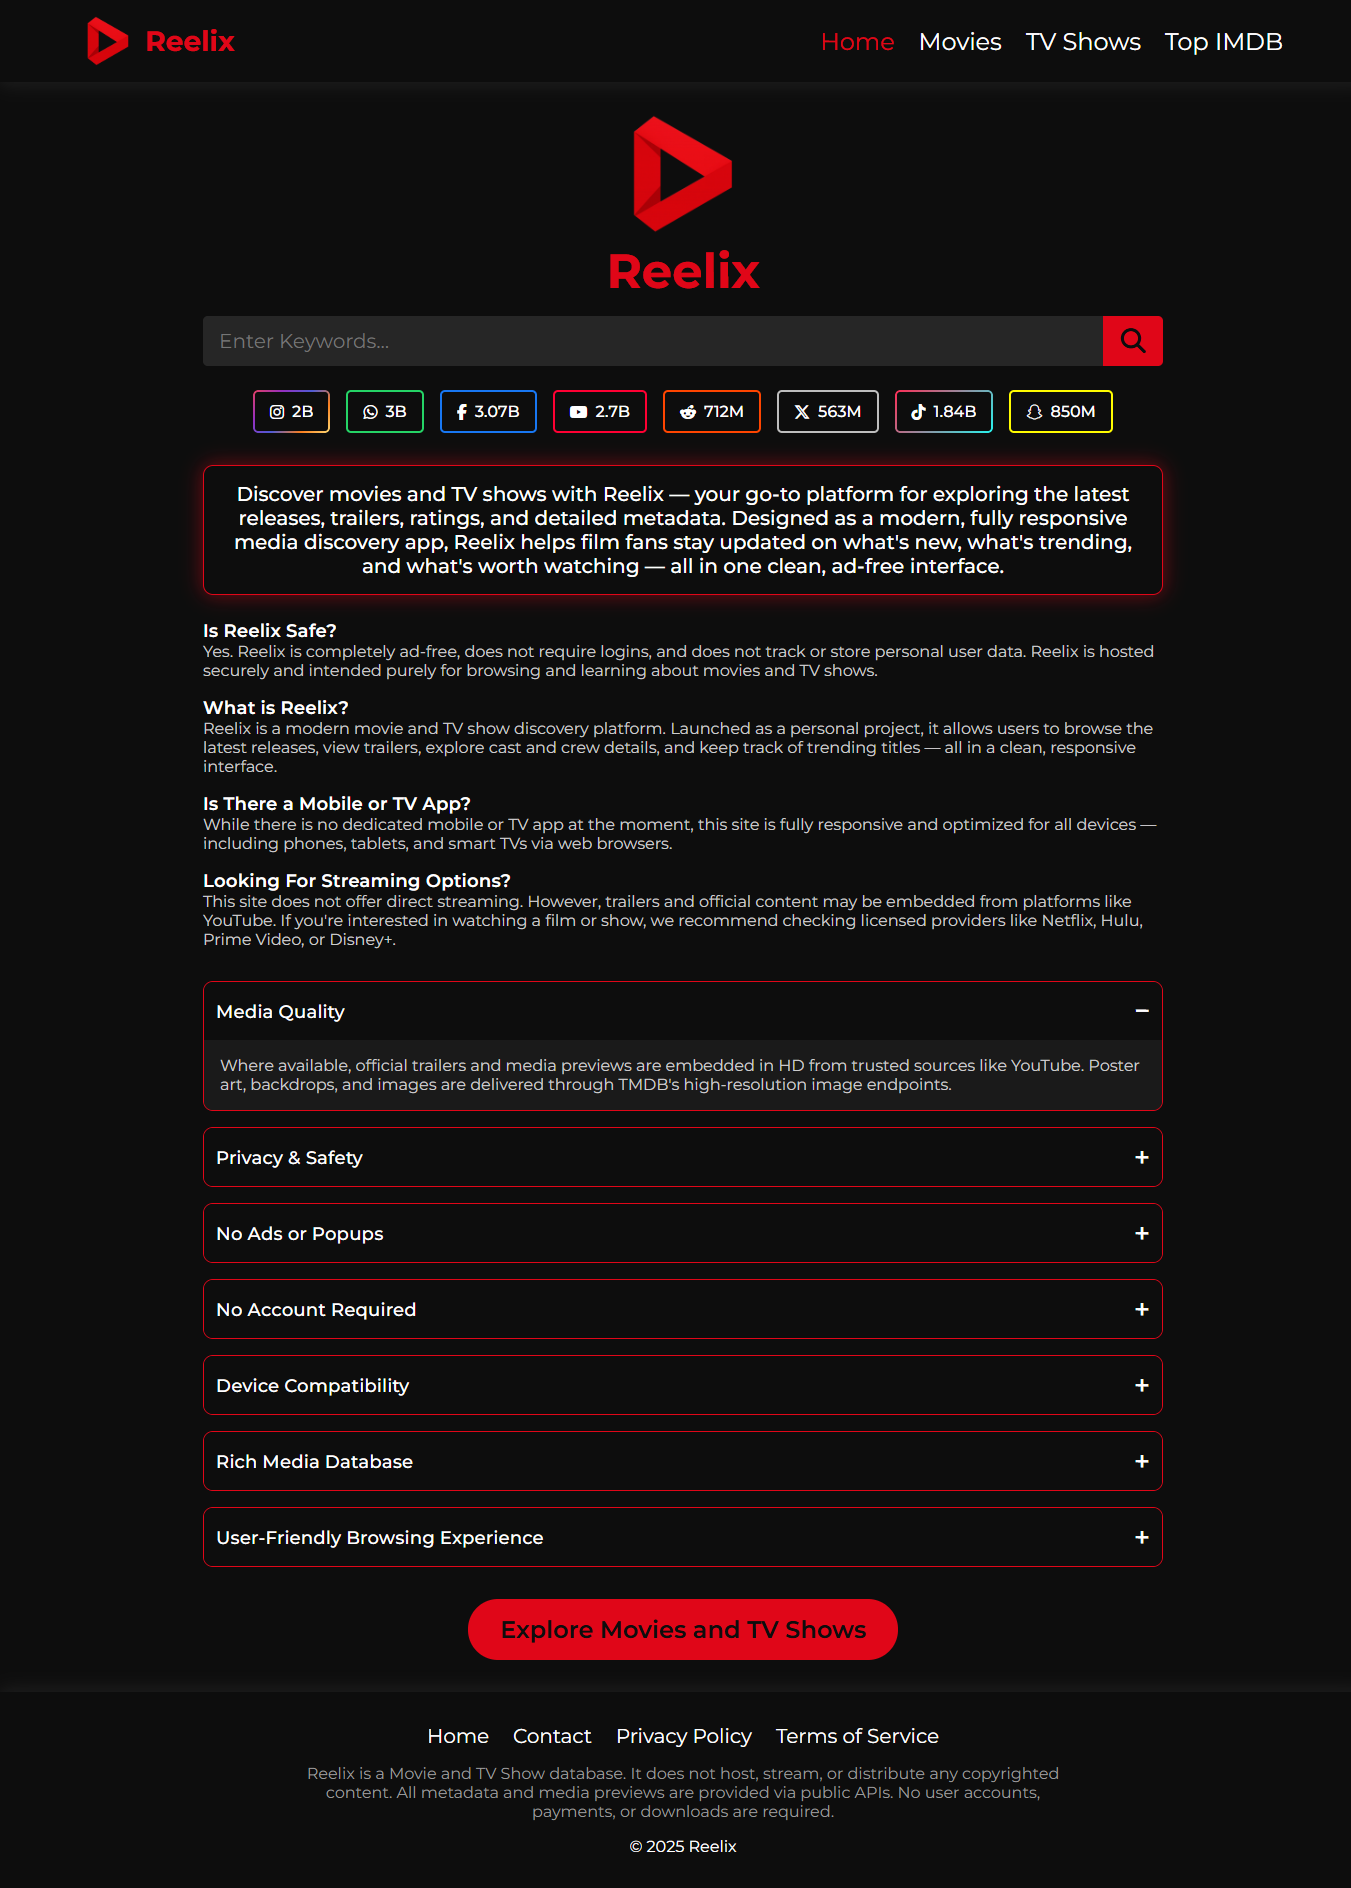 Reelix
Home Movies TV Shows Top IMDB
Reelix
Enter Keywords...
2B 3B 3.07B 2.7B 712M 563M 1.84B 850M
Discover movies and TV shows with Reelix — your go-to platform for exploring the latest
releases, trailers, ratings, and detailed metadata. Designed as a modern, fully responsive
media discovery app, Reelix helps film fans stay updated on what's new, what's trending,
and what's worth watching — all in one clean, ad-free interface.
Is Reelix Safe?
Yes. Reelix is completely ad-free, does not require logins, and does not track or store personal user data. Reelix is hosted
securely and intended purely for browsing and learning about movies and TV shows.
What is Reelix?
Reelix is a modern movie and TV show discovery platform. Launched as a personal project, it allows users to browse the
latest releases, view trailers, explore cast and crew details, and keep track of trending titles — all in a clean, responsive
interface.
Is There a Mobile or TV App?
While there is no dedicated mobile or TV app at the moment, this site is fully responsive and optimized for all devices —
including phones, tablets, and smart TVs via web browsers.
Looking For Streaming Options?
This site does not offer direct streaming. However, trailers and official content may be embedded from platforms like
YouTube. If you're interested in watching a film or show, we recommend checking licensed providers like Netflix, Hulu,
Prime Video, or Disney+.
Media Quality −
Where available, official trailers and media previews are embedded in HD from trusted sources like YouTube. Poster
art, backdrops, and images are delivered through TMDB's high-resolution image endpoints.
Privacy & Safety +
No Ads or Popups +
No Account Required +
Device Compatibility +
Rich Media Database +
User-Friendly Browsing Experience +
Explore Movies and TV Shows
Home Contact Privacy Policy Terms of Service
Reelix is a Movie and TV Show database. It does not host, stream, or distribute any copyrighted
content. All metadata and media previews are provided via public APIs. No user accounts,
payments, or downloads are required.
© 2025 Reelix